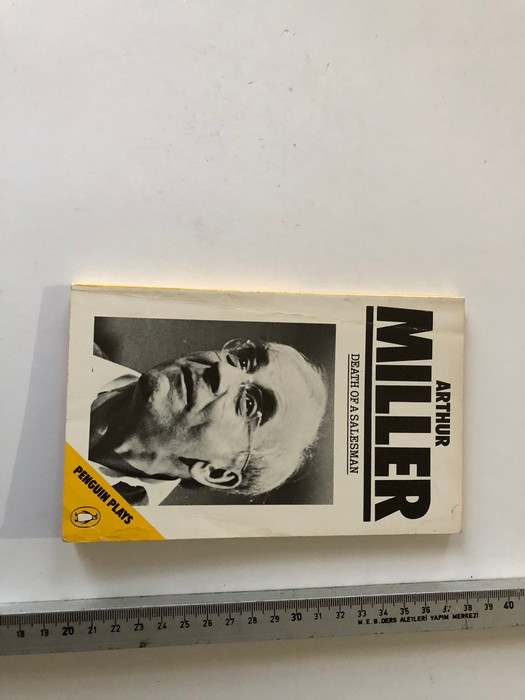 ARTHUR
MILLER
DEATH OF A SALESMAN
PENGUIN PLAYS
18 19 20 21 22 23 24 25 26 27 28 29 30 31 32 33 34 35 36 37 38 39 40
M.E.B. DERS ALETLERİ YAPIM MERKEZİ